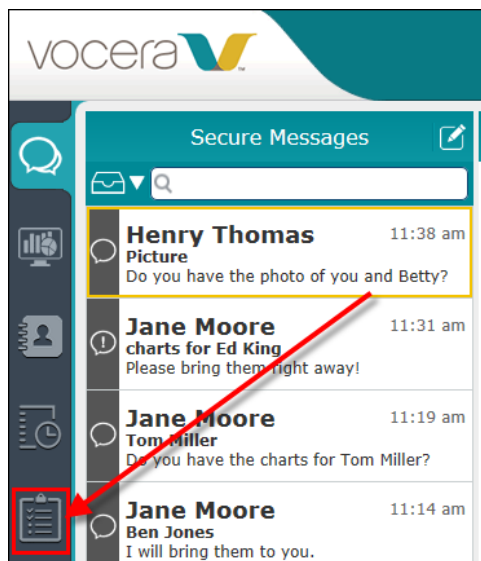 vocera
TM
Secure Messages
Henry Thomas 11:38 am
Picture
Do you have the photo of you and Betty?
Jane Moore 11:31 am
charts for Ed King
Please bring them right away!
Jane Moore 11:19 am
Tom Miller
Do you have the charts for Tom Miller?
Jane Moore 11:14 am
Ben Jones
I will bring them to you.